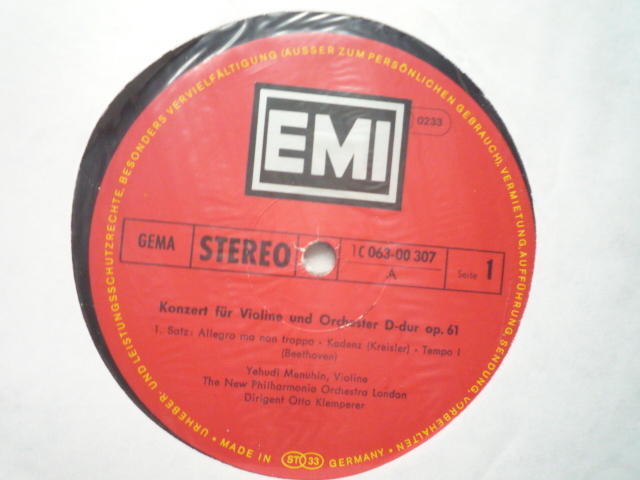 URHEBER- UND LEISTUNGSSCHUTZRECHTE, BESONDERS VERVIELFÄLTIGUNG (AUSSER ZUM PERSÖNLICHEN GEBRAUCH), VERMIETUNG, AUFFÜHRUNG, SENDUNG, VORBEHALTEN •
EMI
0233
GEMA
STEREO
1C 063-00 307
A
Seite 1
Konzert für Violine und Orchester D-dur op. 61
1. Satz: Allegro ma non troppo - Kadenz (Kreisler) - Tempo I
(Beethoven)
Yehudi Menuhin, Violine
The New Philharmonia Orchestra London
Dirigent Otto Klemperer
• MADE IN ST 33 GERMANY •